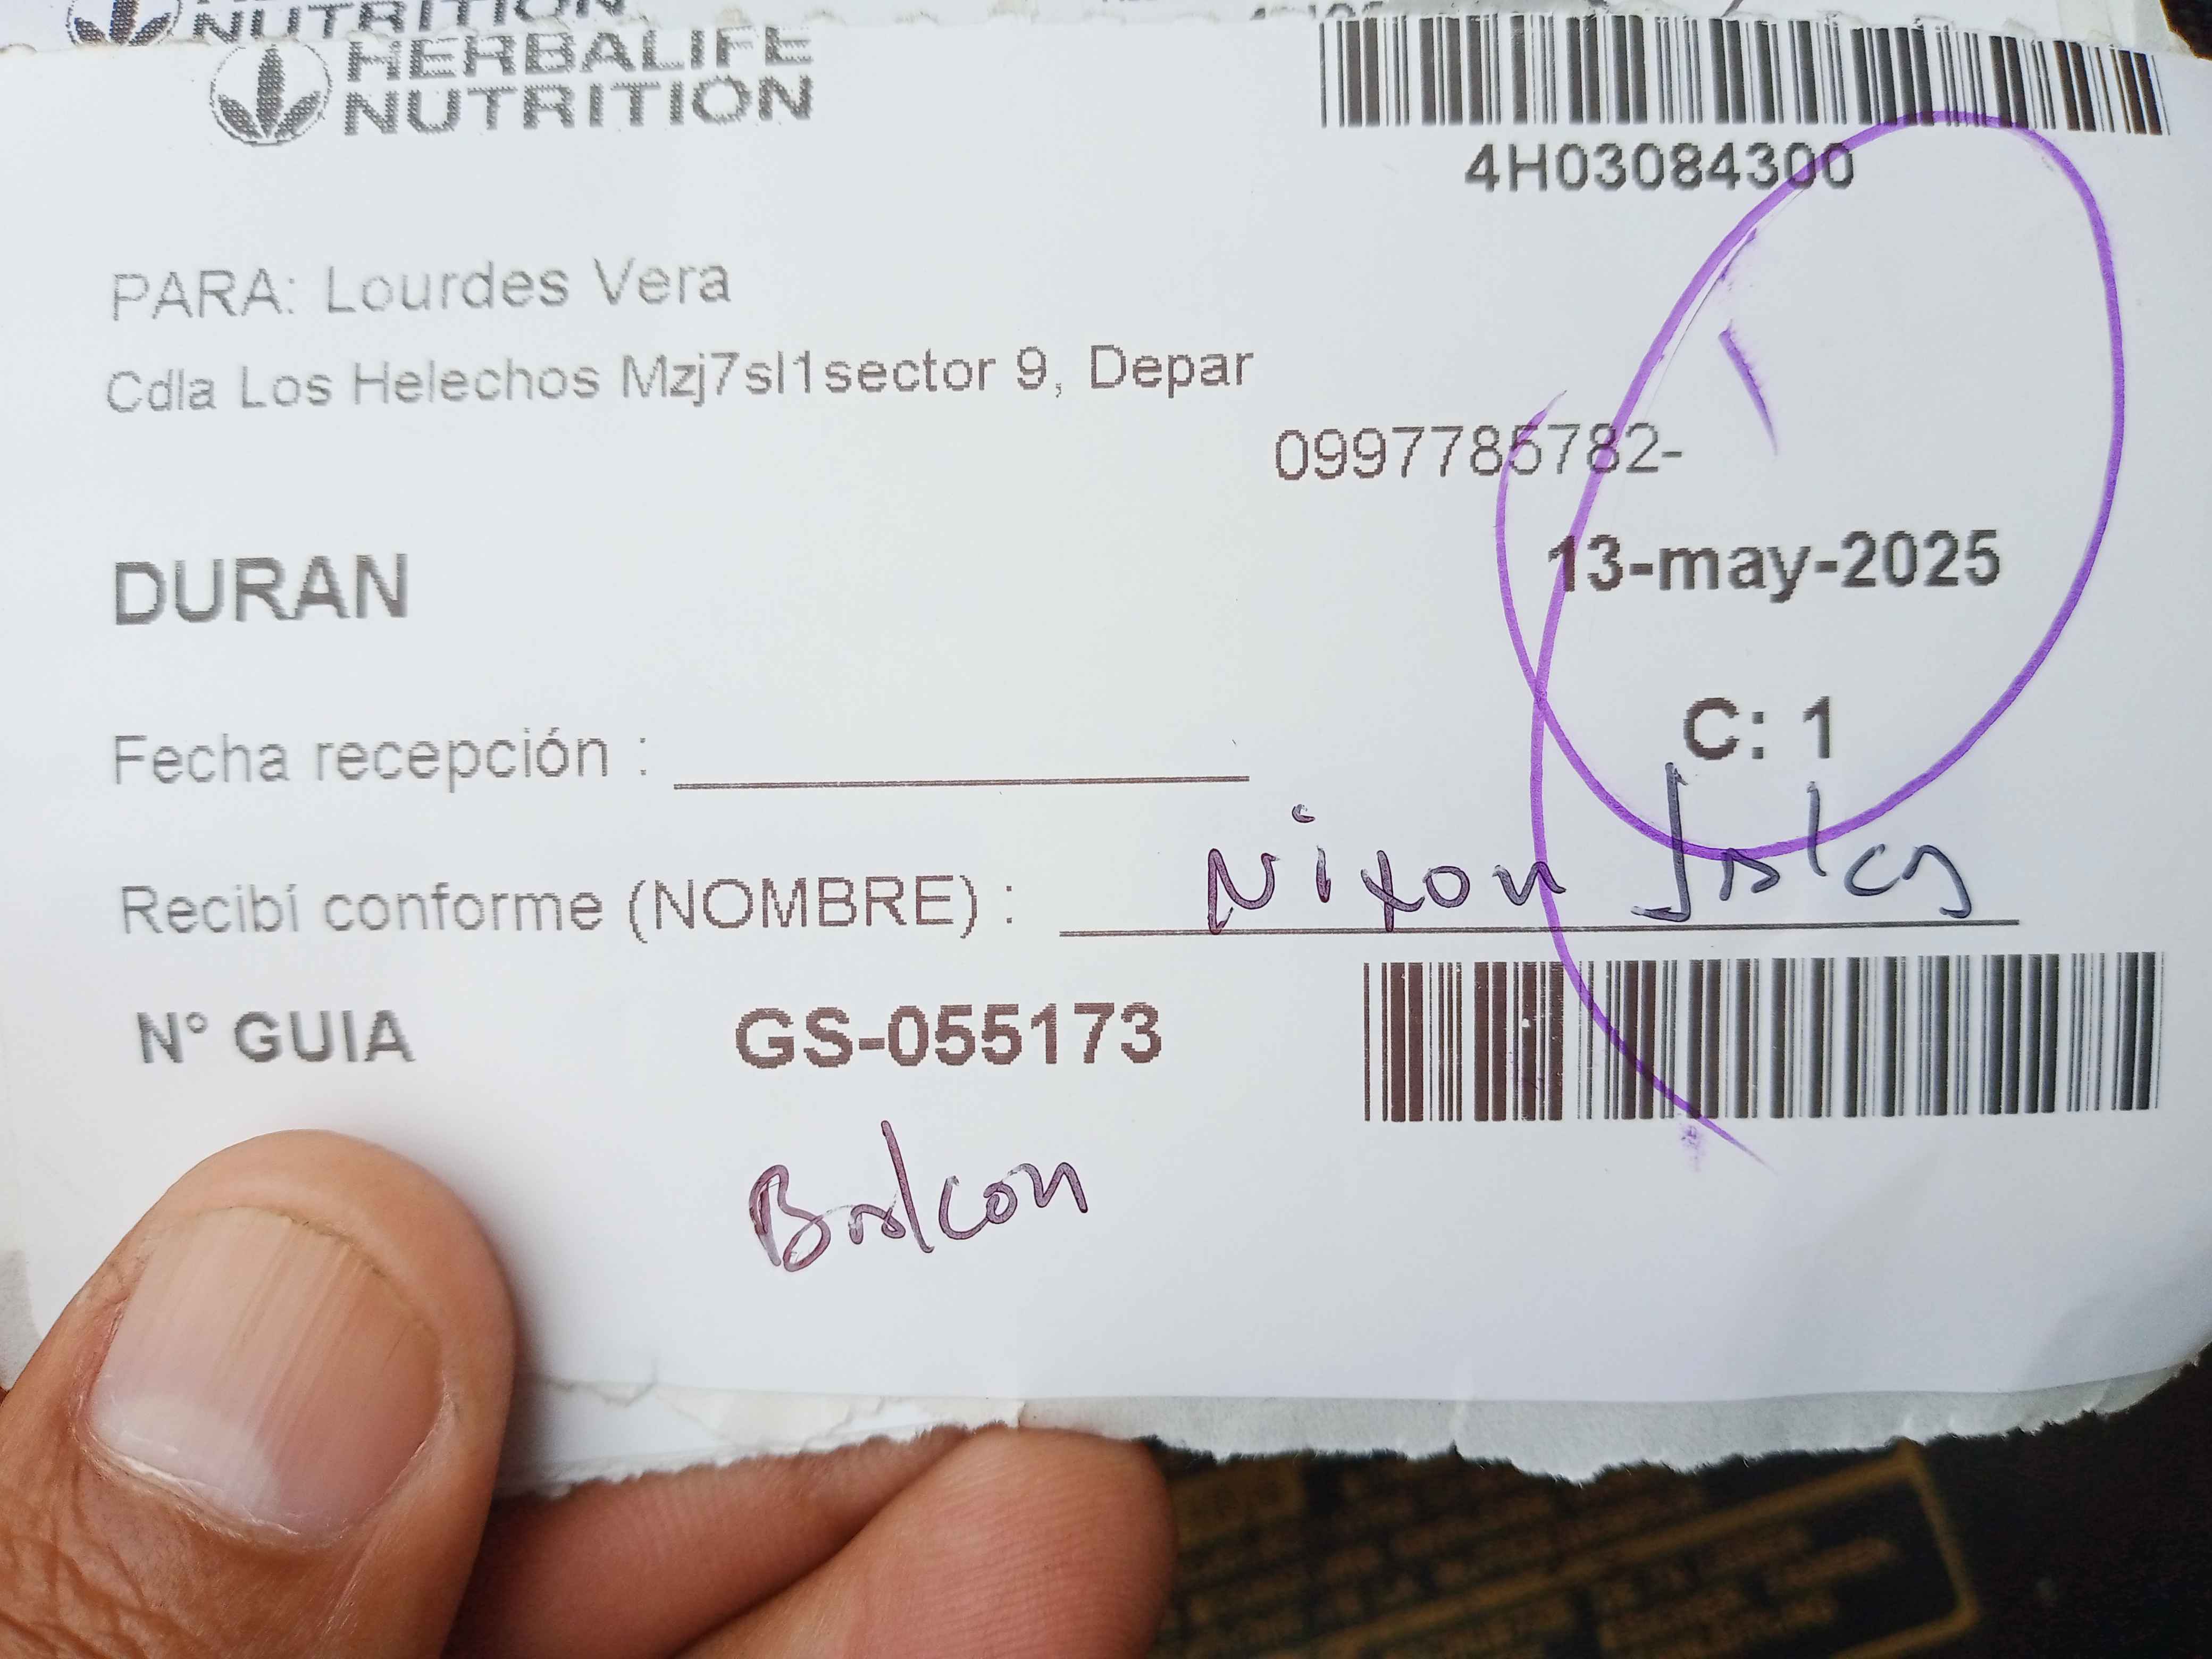 NUTRITION
HERBALIFE
NUTRITION
4H03084300
PARA: Lourdes Vera
Cdla Los Helechos Mzj7sl1sector 9, Depar
0997785782-
DURAN
13-may-2025
C: 1
Fecha recepción :
Recibí conforme (NOMBRE) : Nixon
N° GUIA GS-055173
Balcon